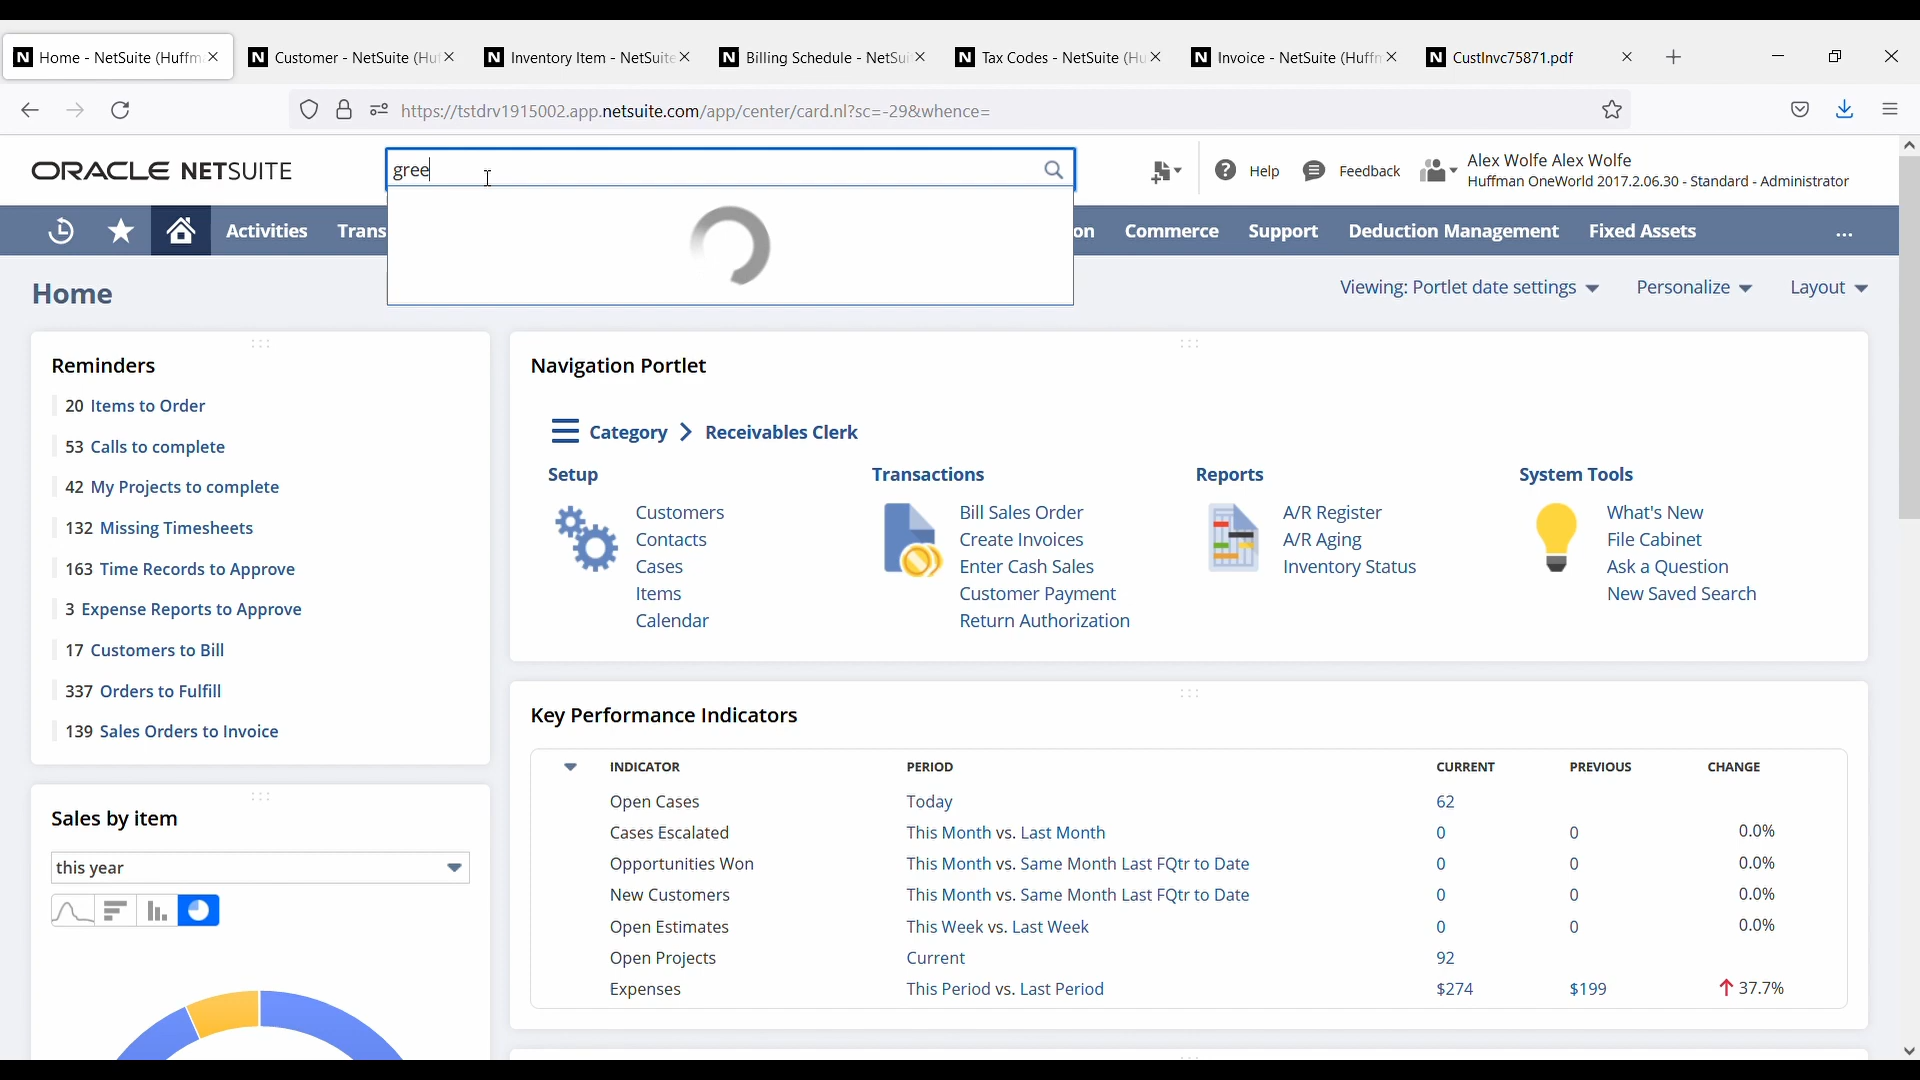 Home - NetSuite (Huffm
Customer - NetSuite (Huf
Inventory Item - NetSuite
Billing Schedule - NetSui
Tax Codes - NetSuite (Hu
Invoice - NetSuite (Huffm
CustInvc75871.pdf
https://tstdrv1915002.app.netsuite.com/app/center/card.nl?sc=-29&whence=
ORACLE NETSUITE
gree
Help
Feedback
Alex Wolfe Alex Wolfe
Huffman OneWorld 2017.2.06.30 - Standard - Administrator
Activities
Trans
on
Commerce
Support
Deduction Management
Fixed Assets
...
Home
Viewing: Portlet date settings
Personalize
Layout
Reminders
20 Items to Order
53 Calls to complete
42 My Projects to complete
132 Missing Timesheets
163 Time Records to Approve
3 Expense Reports to Approve
17 Customers to Bill
337 Orders to Fulfill
139 Sales Orders to Invoice
Sales by item
this year
Navigation Portlet
Category > Receivables Clerk
Setup
Customers
Contacts
Cases
Items
Calendar
Transactions
Bill Sales Order
Create Invoices
Enter Cash Sales
Customer Payment
Return Authorization
Reports
A/R Register
A/R Aging
Inventory Status
System Tools
What's New
File Cabinet
Ask a Question
New Saved Search
Key Performance Indicators
INDICATOR PERIOD CURRENT PREVIOUS CHANGE
Open Cases Today 62
Cases Escalated This Month vs. Last Month 0 0 0.0%
Opportunities Won This Month vs. Same Month Last FQtr to Date 0 0 0.0%
New Customers This Month vs. Same Month Last FQtr to Date 0 0 0.0%
Open Estimates This Week vs. Last Week 0 0 0.0%
Open Projects Current 92
Expenses This Period vs. Last Period $274 $199 37.7%